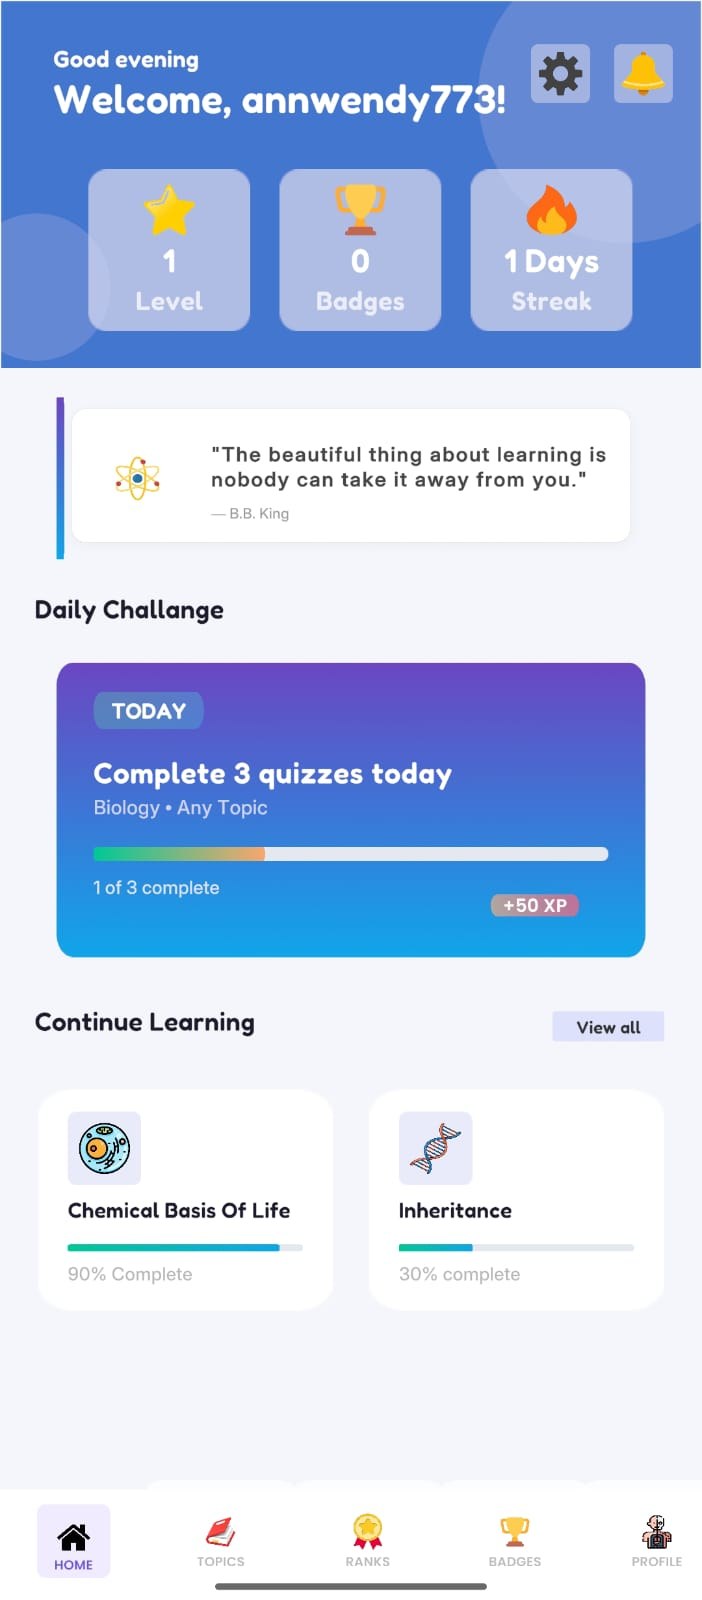 Good evening
Welcome, annwendy773!
1
Level
0
Badges
1 Days
Streak
"The beautiful thing about learning is
nobody can take it away from you."
— B.B. King
Daily Challange
TODAY
Complete 3 quizzes today
Biology • Any Topic
1 of 3 complete
+50 XP
Continue Learning
View all
Chemical Basis Of Life
90% Complete
Inheritance
30% complete
HOME
TOPICS
RANKS
BADGES
PROFILE